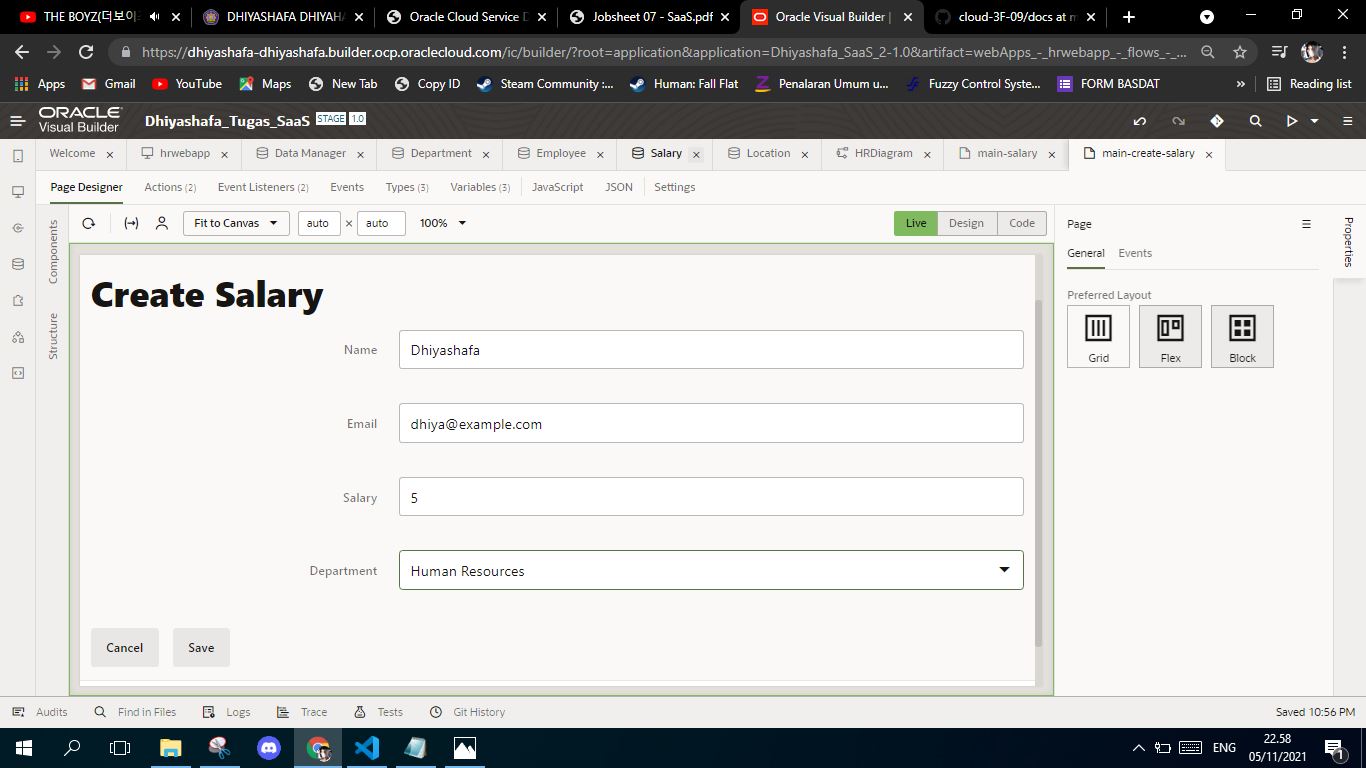 THE BOYZ(더보이
DHIYASHAFA DHIYAH
Oracle Cloud Service D
Jobsheet 07 - SaaS.pdf
Oracle Visual Builder |
cloud-3F-09/docs at m
https://dhiyashafa-dhiyashafa.builder.ocp.oraclecloud.com/ic/builder/?root=application&application=Dhiyashafa_SaaS_2-1.0&artifact=webApps_-_hrwebapp_-_flows_-_...
Apps Gmail YouTube Maps New Tab Copy ID Steam Community :... Human: Fall Flat Penalaran Umum u... Fuzzy Control Syste... FORM BASDAT » Reading list
ORACLE
Visual Builder
Dhiyashafa_Tugas_SaaS STAGE 1.0
Welcome hrwebapp Data Manager Department Employee Salary Location HRDiagram main-salary main-create-salary
Page Designer Actions (2) Event Listeners (2) Events Types (3) Variables (3) JavaScript JSON Settings
Components
Structure
Fit to Canvas auto × auto 100% Live Design Code
Page
Properties
General Events
Preferred Layout
Grid Flex Block
Create Salary
Name Dhiyashafa
Email dhiya@example.com
Salary 5
Department Human Resources
Cancel Save
Audits Find in Files Logs Trace Tests Git History Saved 10:56 PM
ENG 22.58
05/11/2021
1